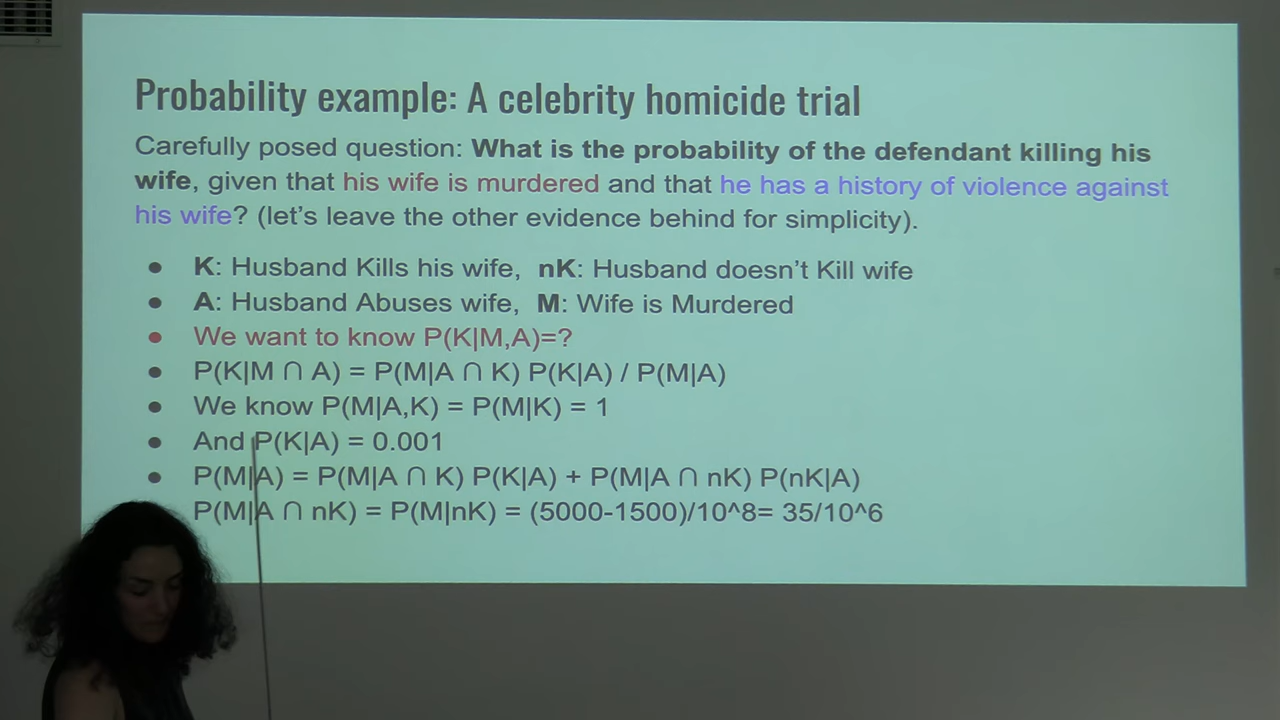 Probability example: A celebrity homicide trial
Carefully posed question: What is the probability of the defendant killing his
wife, given that his wife is murdered and that he has a history of violence against
his wife? (let's leave the other evidence behind for simplicity).
● K: Husband Kills his wife, nK: Husband doesn't Kill wife
● A: Husband Abuses wife, M: Wife is Murdered
● We want to know P(K|M,A)=?
● P(K|M ∩ A) = P(M|A ∩ K) P(K|A) / P(M|A)
● We know P(M|A,K) = P(M|K) = 1
● And P(K|A) = 0.001
● P(M|A) = P(M|A ∩ K) P(K|A) + P(M|A ∩ nK) P(nK|A)
P(M|A ∩ nK) = P(M|nK) = (5000-1500)/10^8= 35/10^6